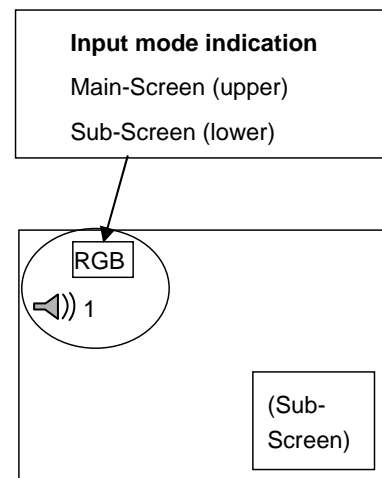 Input mode indication
Main-Screen (upper)
Sub-Screen (lower)
RGB
1
(Sub-
Screen)